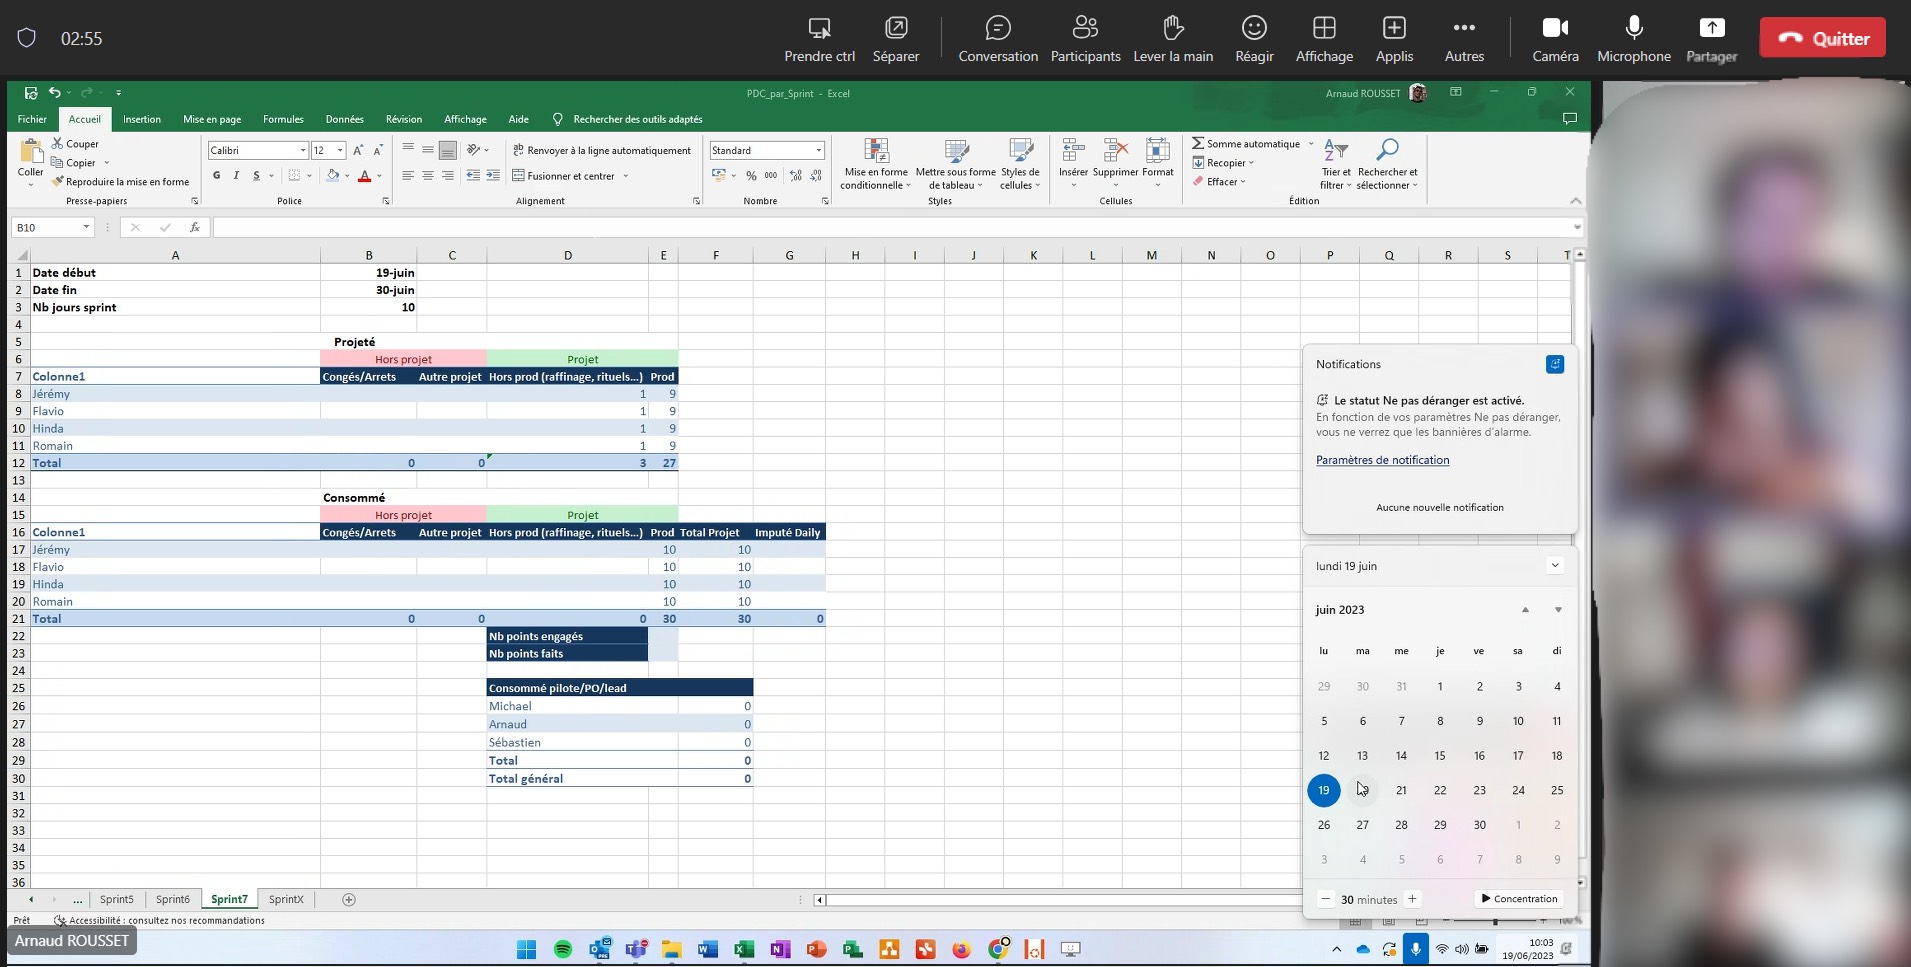 02:55
Prendre ctrl Séparer Conversation Participants Lever la main Réagir Affichage Applis Autres Caméra Microphone Partager Quitter
PDC_par_Sprint - Excel Arnaud ROUSSET
Fichier Accueil Insertion Mise en page Formules Données Révision Affichage Aide Rechercher des outils adaptés
Coller
Couper
Copier
Reproduire la mise en forme
Presse-papiers
Calibri 12
G I S
Police
Renvoyer à la ligne automatiquement
Fusionner et centrer
Alignement
Standard
% 000
Nombre
Mise en forme conditionnelle
Mettre sous forme de tableau
Styles de cellules
Styles
Insérer Supprimer Format
Cellules
Somme automatique
Recopier
Effacer
Trier et filtrer
Rechercher et sélectionner
Édition
B10 fx
A B C D E F G H I J K L M N O P Q R S T
1 Date début 19-juin
2 Date fin 30-juin
3 Nb jours sprint 10
4
5 Projeté
6 Hors projet Projet
7 Colonne1 Congés/Arrets Autre projet Hors prod (raffinage, rituels...) Prod
8 Jérémy 1 9
9 Flavio 1 9
10 Hinda 1 9
11 Romain 1 9
12 Total 0 0 3 27
13
14 Consommé
15 Hors projet Projet
16 Colonne1 Congés/Arrets Autre projet Hors prod (raffinage, rituels...) Prod Total Projet Imputé Daily
17 Jérémy 10 10
18 Flavio 10 10
19 Hinda 10 10
20 Romain 10 10
21 Total 0 0 0 30 30 0
22 Nb points engagés
23 Nb points faits
24
25 Consommé pilote/PO/lead
26 Michael 0
27 Arnaud 0
28 Sébastien 0
29 Total 0
30 Total général 0
31
32
33
34
35
36
... Sprint5 Sprint6 Sprint7 SprintX
Prêt Accessibilité : consultez nos recommandations
Arnaud ROUSSET
Notifications
Le statut Ne pas déranger est activé.
En fonction de vos paramètres Ne pas déranger,
vous ne verrez que les bannières d'alarme.
Paramètres de notification
Aucune nouvelle notification
lundi 19 juin
juin 2023
lu ma me je ve sa di
29 30 31 1 2 3 4
5 6 7 8 9 10 11
12 13 14 15 16 17 18
19 21 22 23 24 25
26 27 28 29 30 1 2
3 4 5 6 7 8 9
30 minutes Concentration
10:03
19/06/2023